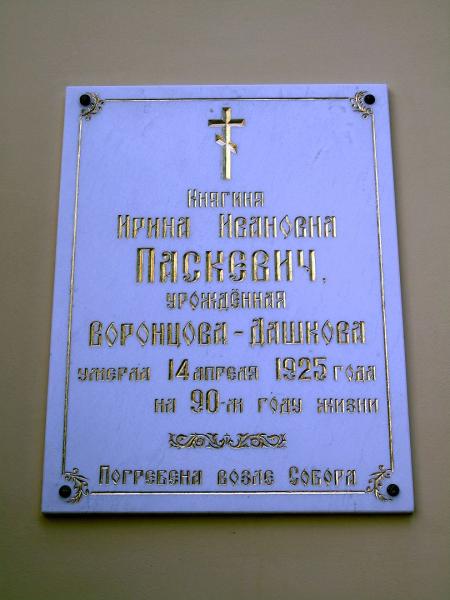 Княгиня
Ирина Ивановна
Паскевич,
урождённая
Воронцова-Дашкова
умерла 14 апреля 1925 года
на 90-м году жизни
Погребена возле Собора